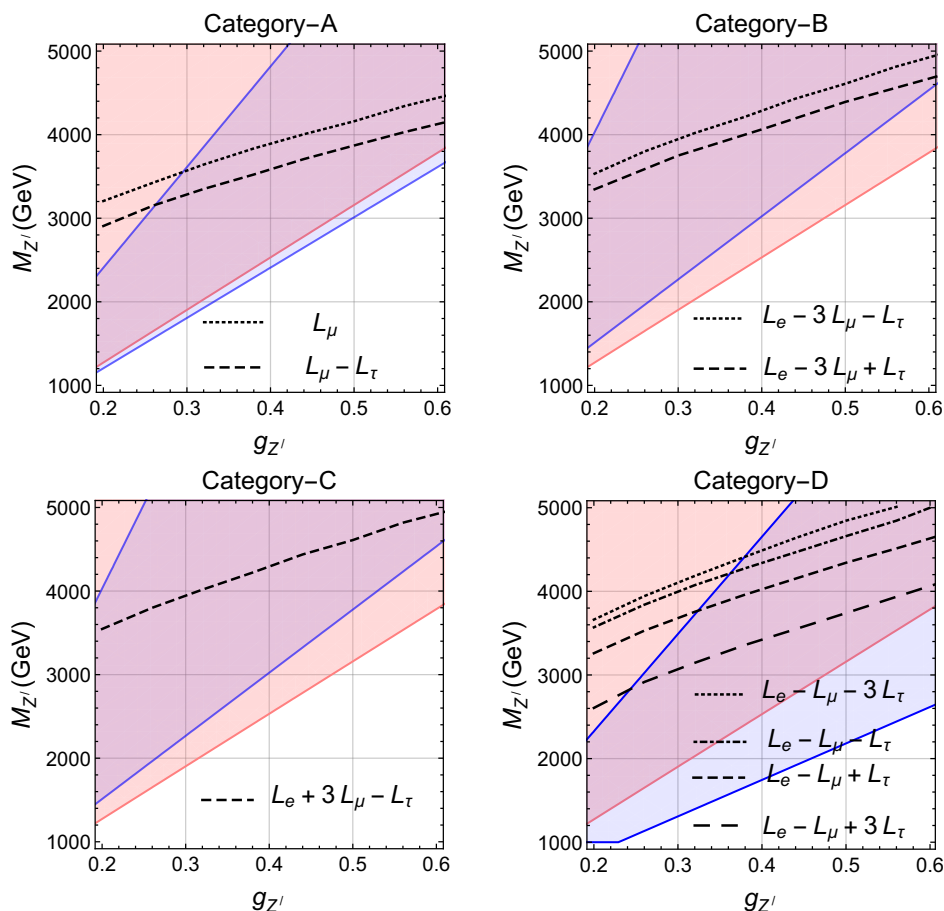 Category−A
5000
4000
3000
2000
1000
M_{Z′} (GeV)
L_μ
L_μ − L_τ
0.2 0.3 0.4 0.5 0.6
g_{Z′}
Category−B
5000
4000
3000
2000
1000
M_{Z′} (GeV)
L_e − 3 L_μ − L_τ
L_e − 3 L_μ + L_τ
0.2 0.3 0.4 0.5 0.6
g_{Z′}
Category−C
5000
4000
3000
2000
1000
M_{Z′} (GeV)
L_e + 3 L_μ − L_τ
0.2 0.3 0.4 0.5 0.6
g_{Z′}
Category−D
5000
4000
3000
2000
1000
M_{Z′} (GeV)
L_e − L_μ − 3 L_τ
L_e − L_μ − L_τ
L_e − L_μ + L_τ
L_e − L_μ + 3 L_τ
0.2 0.3 0.4 0.5 0.6
g_{Z′}